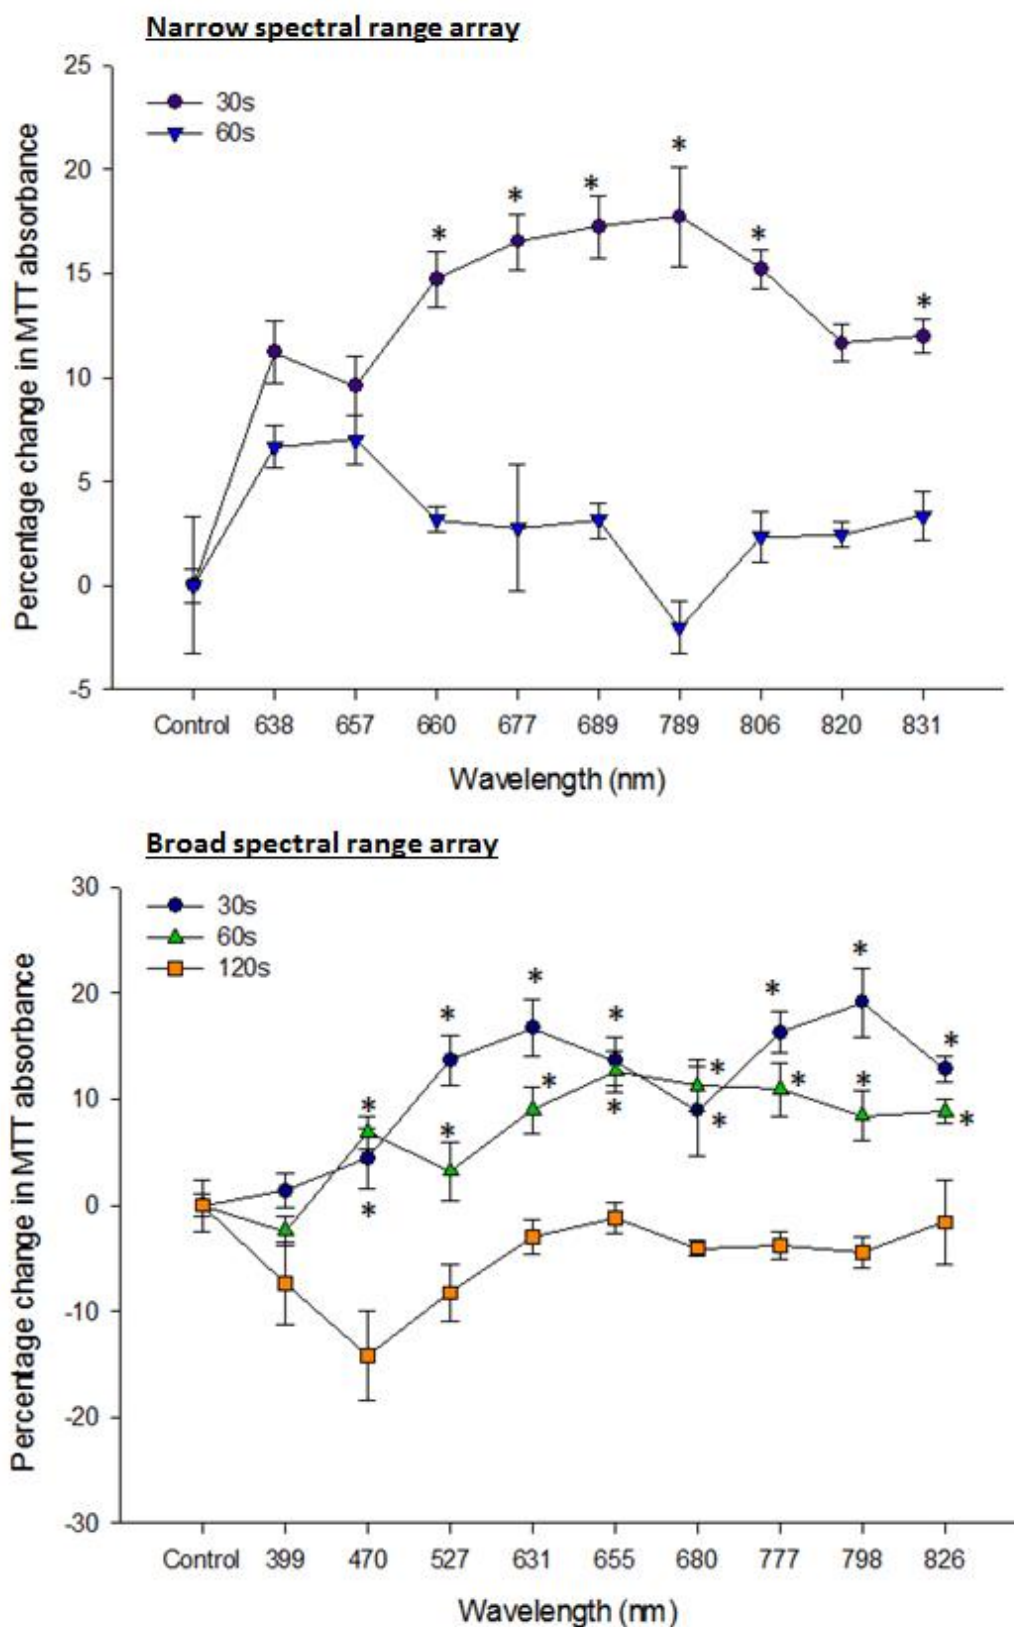 Narrow spectral range array
25
30s
60s
20
15
10
5
0
-5
Percentage change in MTT absorbance
* * * * * *
Control 638 657 660 677 689 789 806 820 831
Wavelength (nm)
Broad spectral range array
30
30s
60s
120s
20
10
0
-10
-20
-30
Percentage change in MTT absorbance
* * * * * * * * * * * * * * * *
Control 399 470 527 631 655 680 777 798 826
Wavelength (nm)